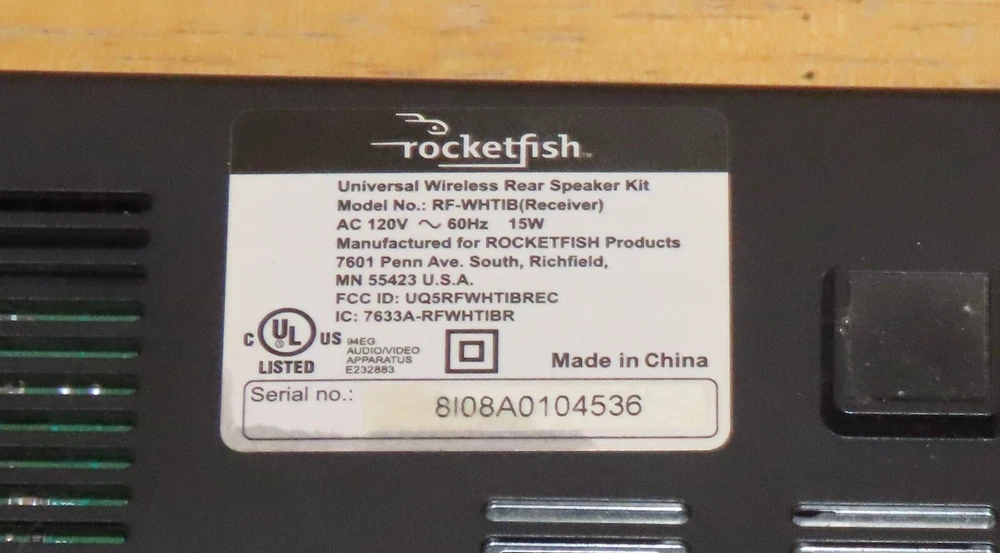 rocketfish™
Universal Wireless Rear Speaker Kit
Model No.: RF-WHTIB(Receiver)
AC 120V ~ 60Hz 15W
Manufactured for ROCKETFISH Products
7601 Penn Ave. South, Richfield,
MN 55423 U.S.A.
FCC ID: UQ5RFWHTIBREC
IC: 7633A-RFWHTIBR
C UL ® US
LISTED
94EG
AUDIO/VIDEO
APPARATUS
E232883
Made in China
Serial no.: 8I08A0104536